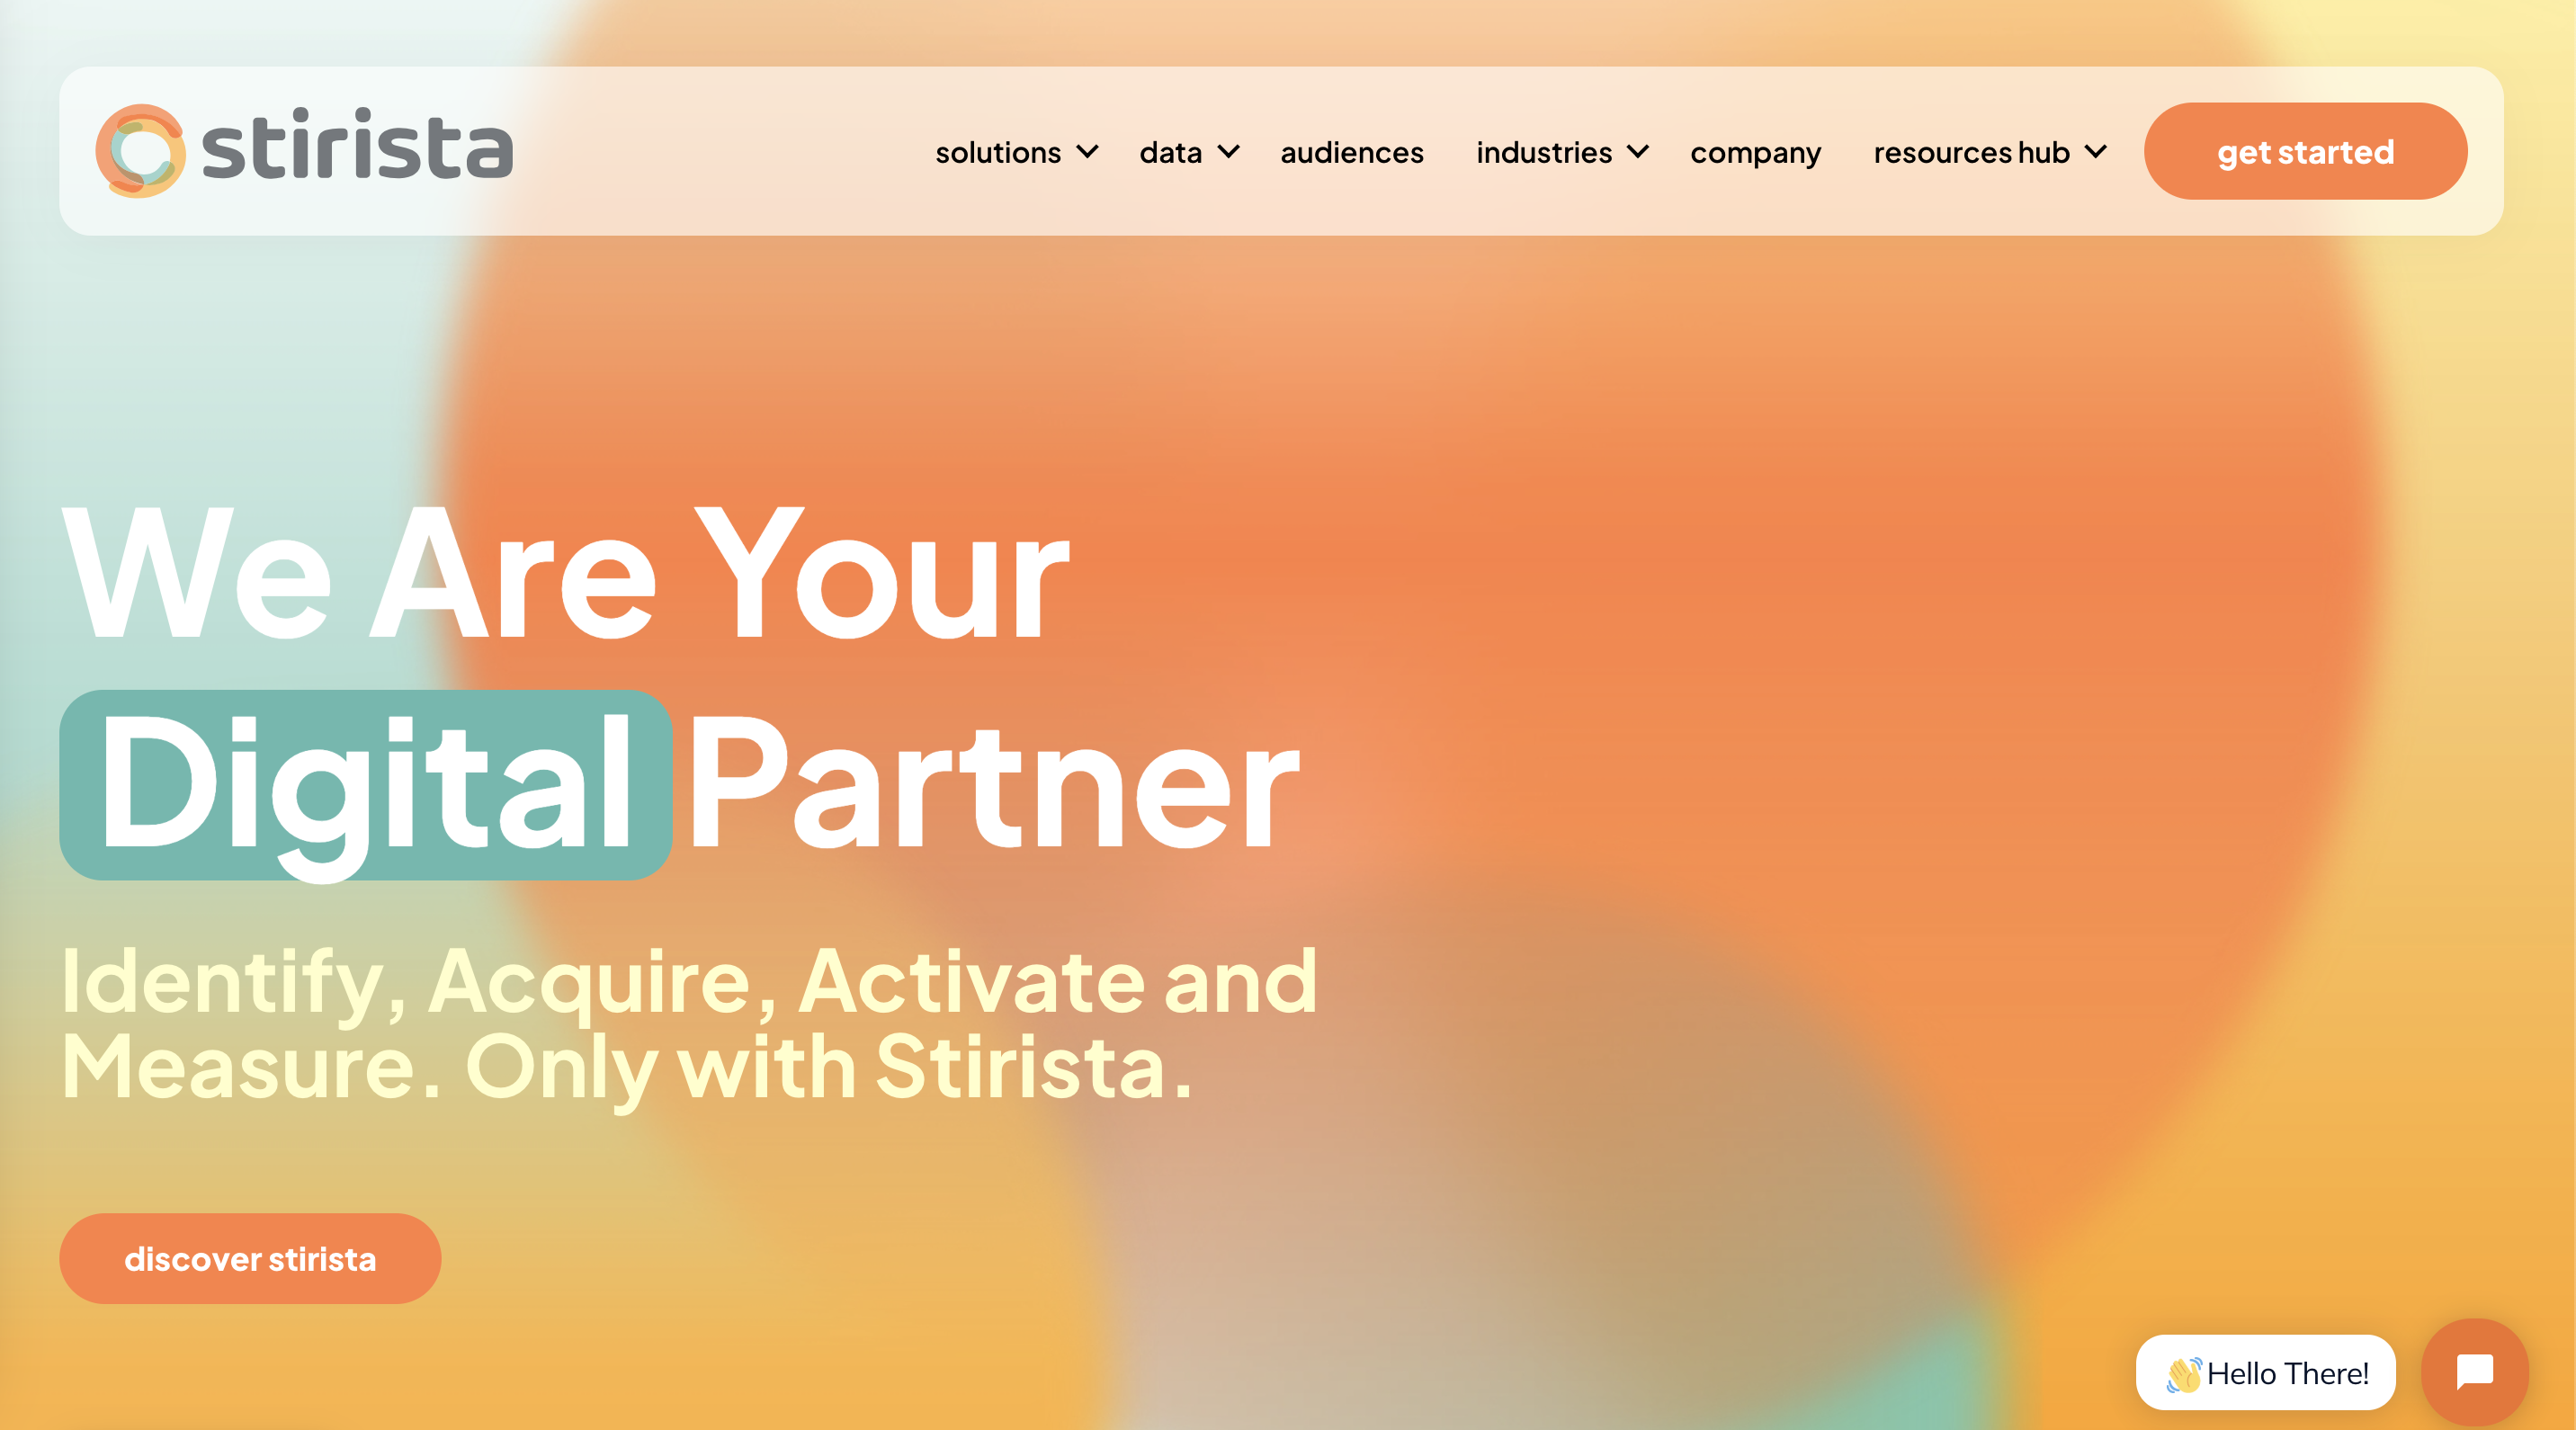 stirista
solutions data audiences industries company resources hub get started
We Are Your
Digital Partner
Identify, Acquire, Activate and
Measure. Only with Stirista.
discover stirista
👋Hello There!